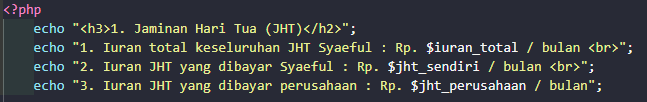 <?php
echo "<h3>1. Jaminan Hari Tua (JHT)</h2>";
echo "1. Iuran total keseluruhan JHT Syaeful : Rp. $iuran_total / bulan <br>";
echo "2. Iuran JHT yang dibayar Syaeful : Rp. $jht_sendiri / bulan <br>";
echo "3. Iuran JHT yang dibayar perusahaan : Rp. $jht_perusahaan / bulan";